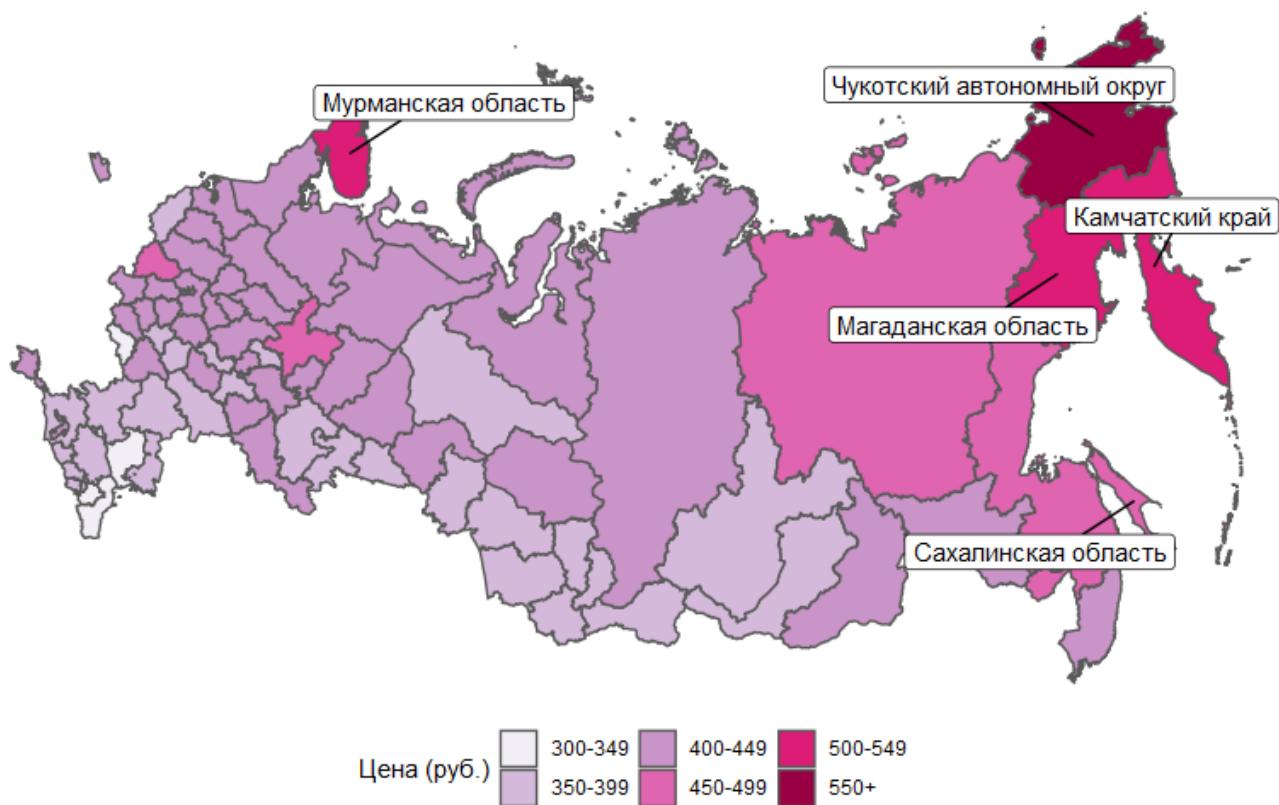 Мурманская область
Чукотский автономный округ
Камчатский край
Магаданская область
Сахалинская область
Цена (руб.)
300-349
400-449
500-549
350-399
450-499
550+